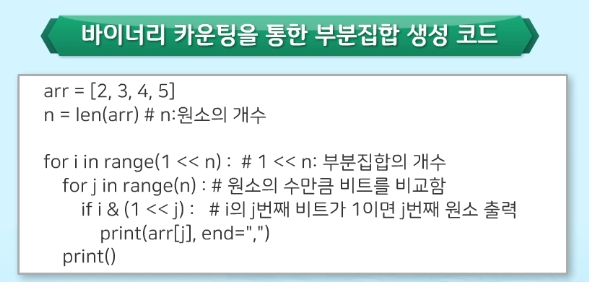 바이너리 카운팅을 통한 부분집합 생성 코드
arr = [2, 3, 4, 5]
n = len(arr) # n:원소의 개수
for i in range(1 << n) :  # 1 << n: 부분집합의 개수
    for j in range(n) : # 원소의 수만큼 비트를 비교함
        if i & (1 << j) :   # i의 j번째 비트가 1이면 j번째 원소 출력
            print(arr[j], end=",")
    print()